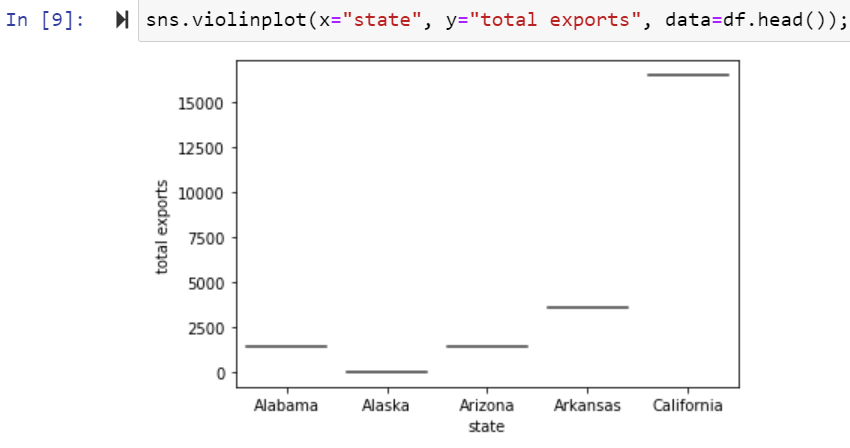 In [9]: sns.violinplot(x="state", y="total exports", data=df.head());
total exports
15000
12500
10000
7500
5000
2500
0
Alabama Alaska Arizona Arkansas California
state